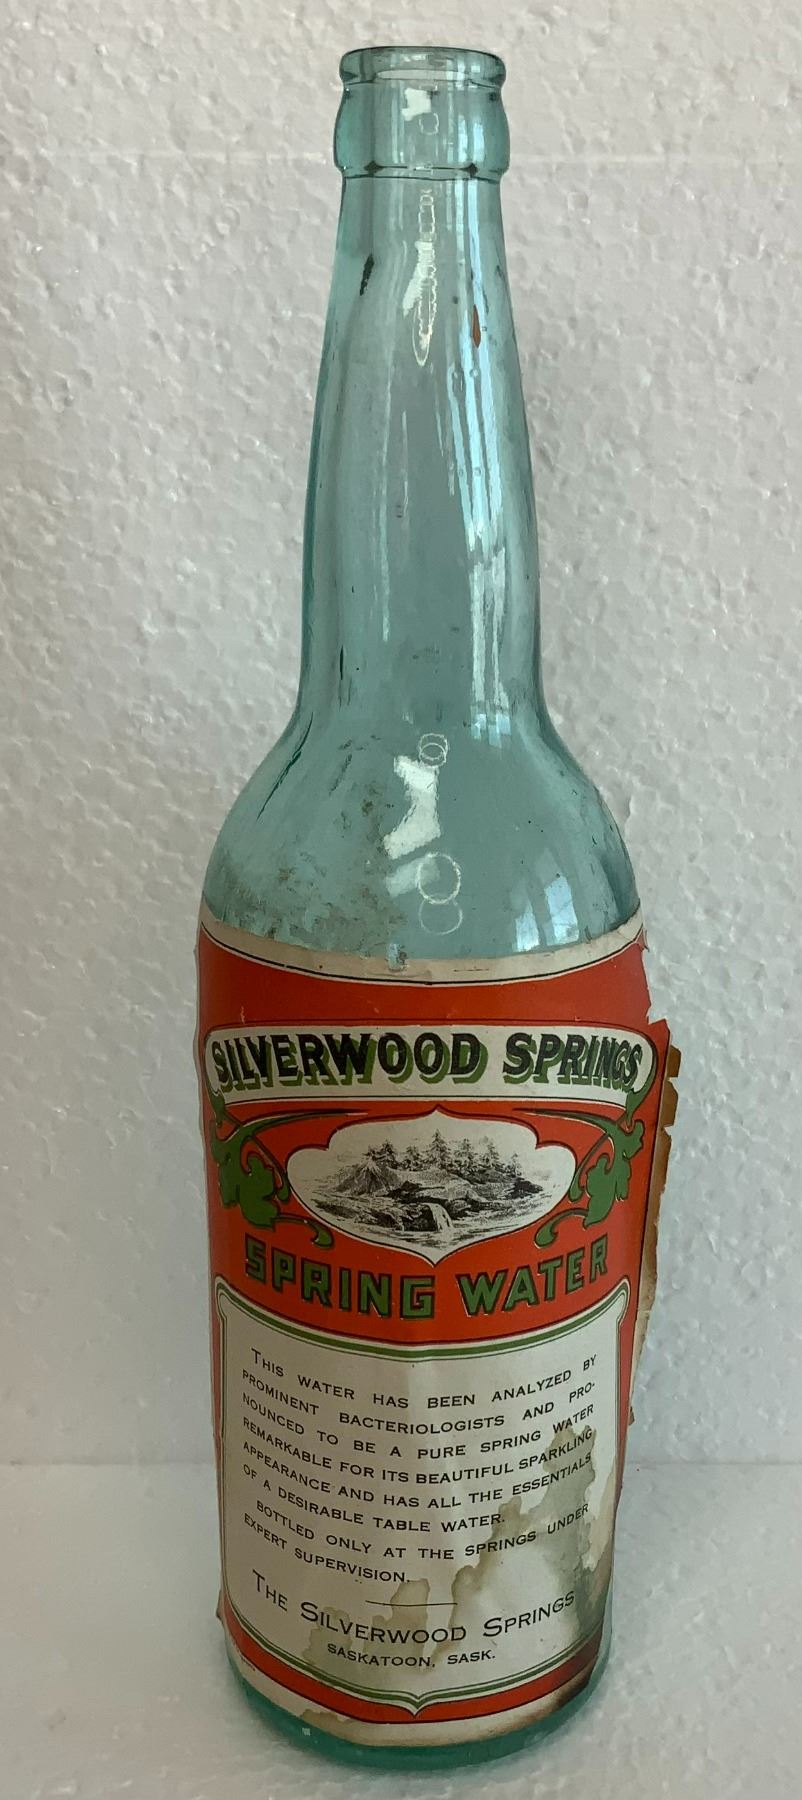 SILVERWOOD SPRINGS
SPRING WATER
THIS WATER HAS BEEN ANALYZED BY
PROMINENT BACTERIOLOGISTS AND PRO-
NOUNCED TO BE A PURE SPRING WATER
REMARKABLE FOR ITS BEAUTIFUL SPARKLING
APPEARANCE AND HAS ALL THE ESSENTIALS
OF A DESIRABLE TABLE WATER.
BOTTLED ONLY AT THE SPRINGS UNDER
EXPERT SUPERVISION.
THE SILVERWOOD SPRINGS
SASKATOON, SASK.